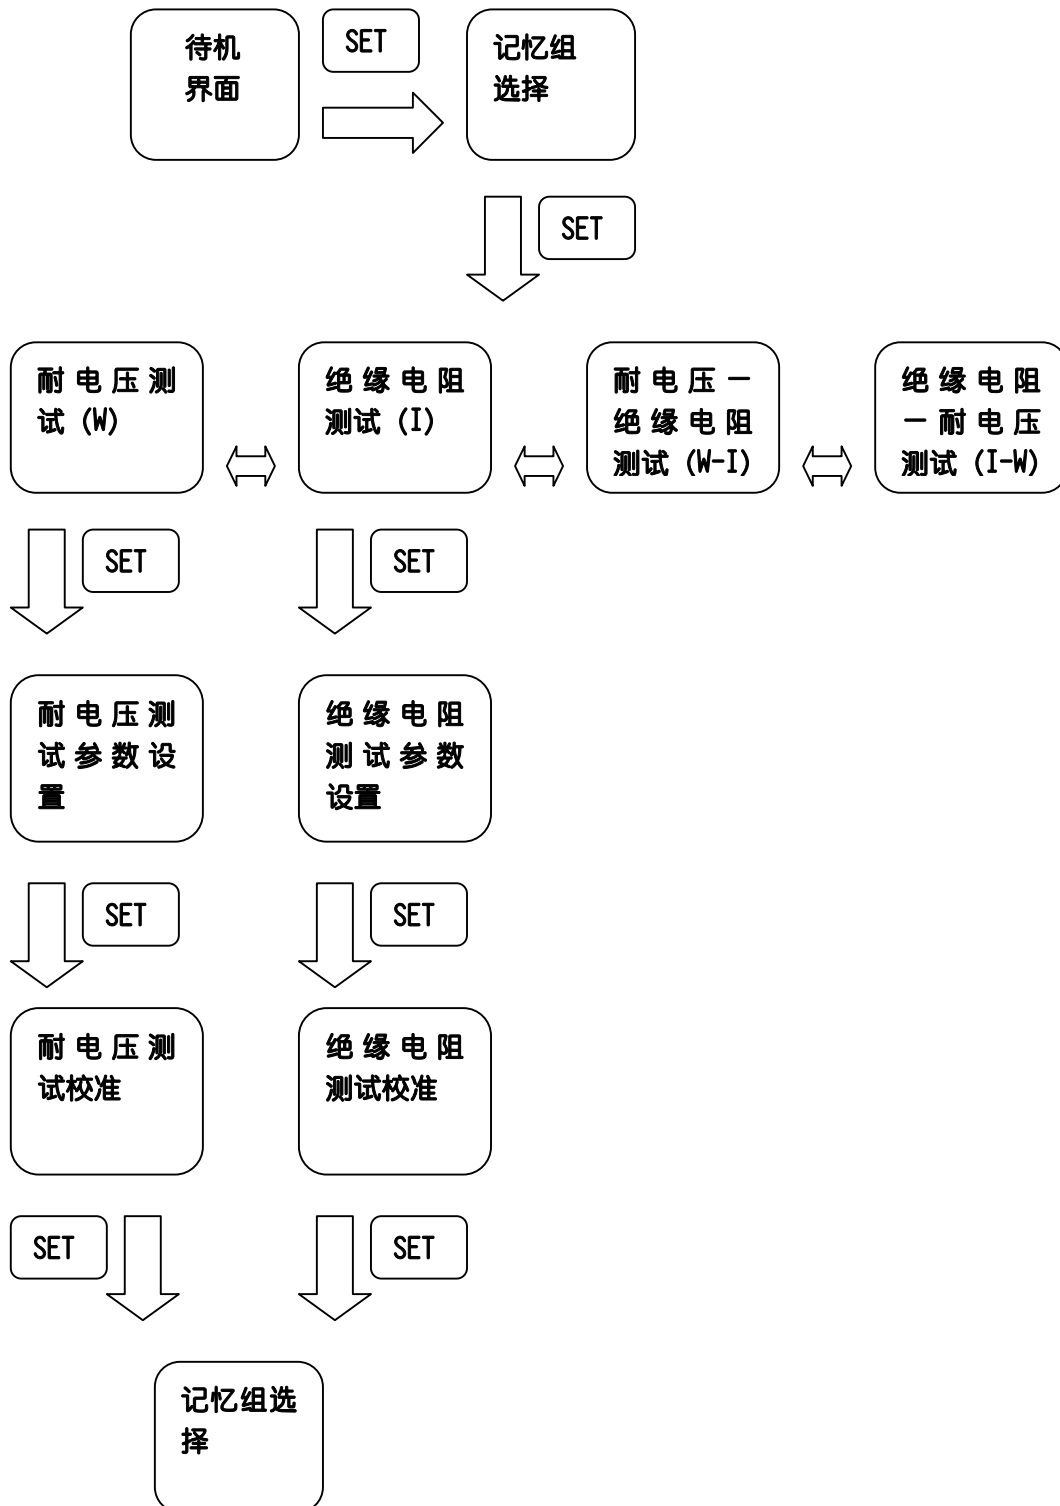 待机
界面
SET
记忆组
选择
SET
耐电压测
试（W）
绝缘电阻
测试（I）
耐电压－
绝缘电阻
测试（W-I）
绝缘电阻
－耐电压
测试（I-W）
SET
SET
耐电压测
试参数设
置
绝缘电阻
测试参数
设置
SET
SET
耐电压测
试校准
绝缘电阻
测试校准
SET
SET
记忆组选
择